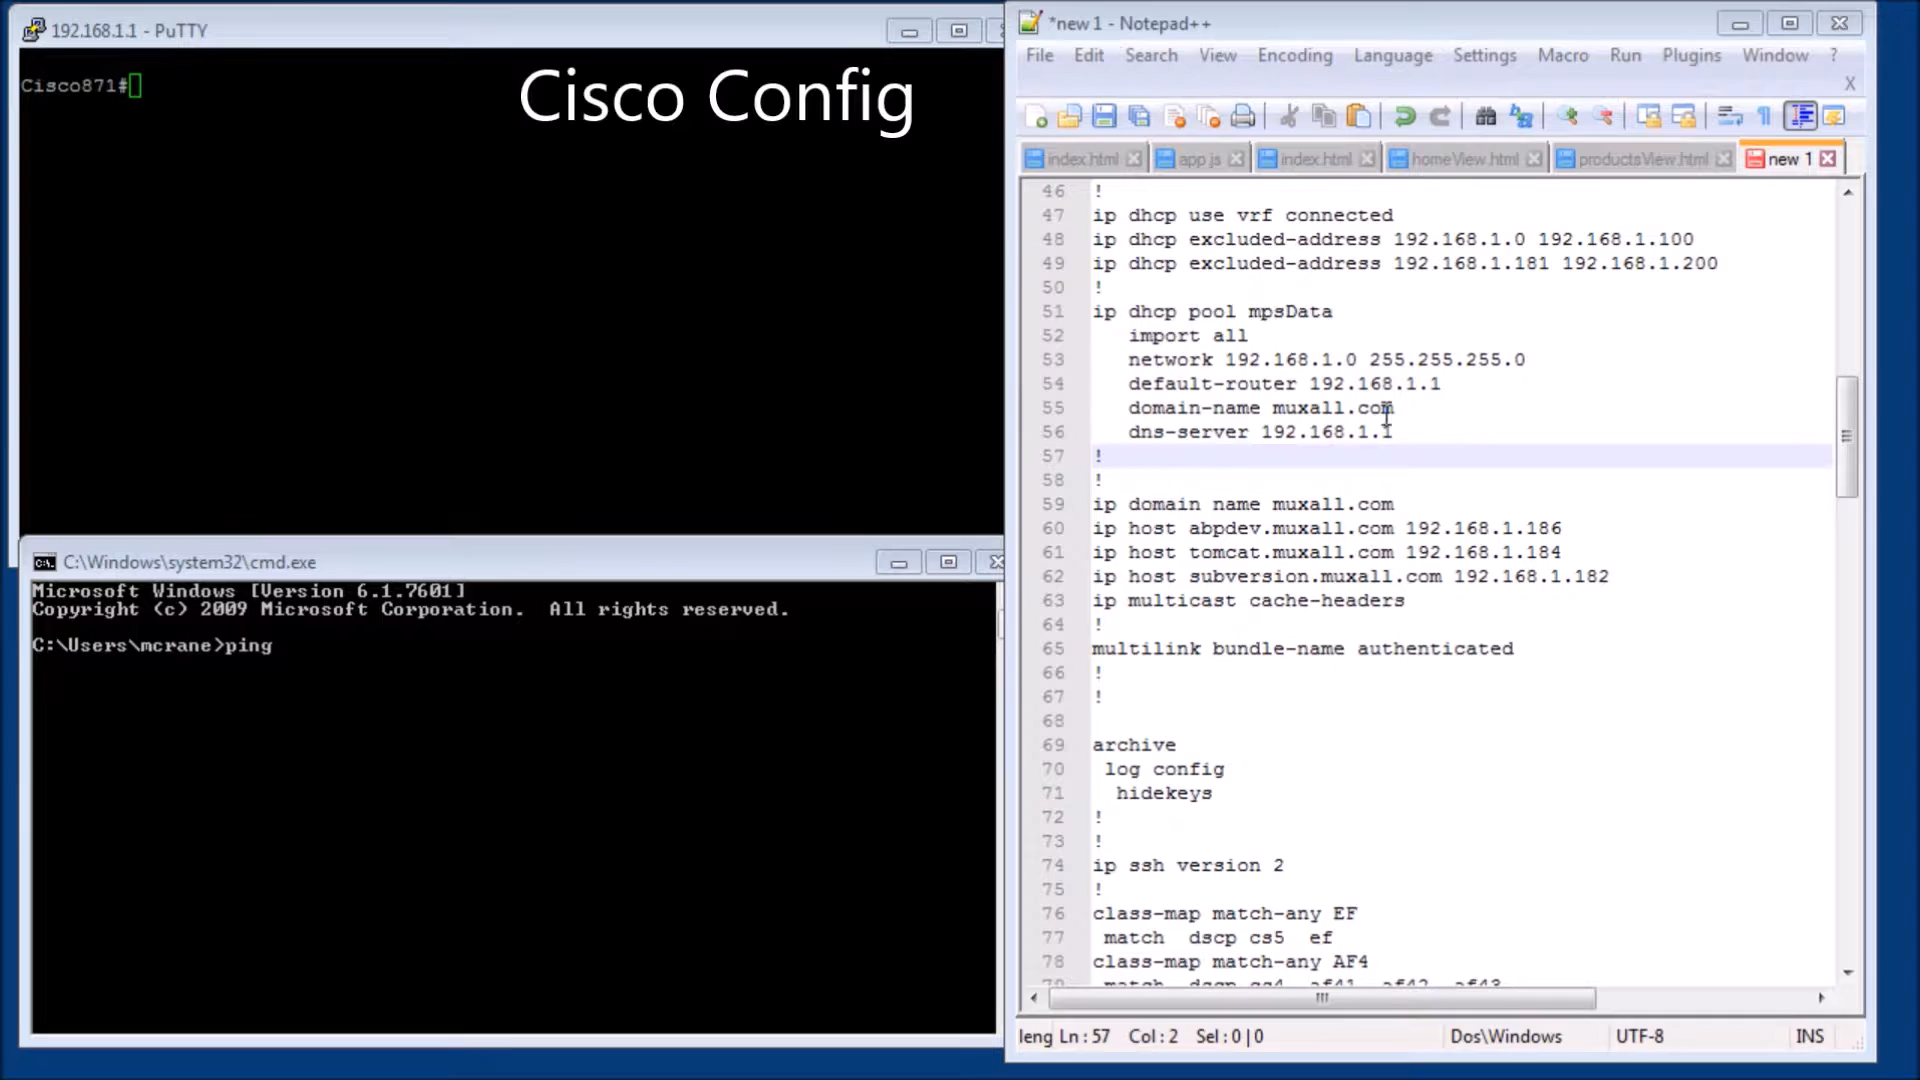 192.168.1.1 - PuTTY
Cisco871#
Cisco Config
C:\Windows\system32\cmd.exe
Microsoft Windows [Version 6.1.7601]
Copyright (c) 2009 Microsoft Corporation.  All rights reserved.
C:\Users\mcrane>ping
*new 1 - Notepad++
File Edit Search View Encoding Language Settings Macro Run Plugins Window ?
X
index.html app.js index.html homeView.html productsView.html new 1
46 !
47 ip dhcp use vrf connected
48 ip dhcp excluded-address 192.168.1.0 192.168.1.100
49 ip dhcp excluded-address 192.168.1.181 192.168.1.200
50 !
51 ip dhcp pool mpsData
52    import all
53    network 192.168.1.0 255.255.255.0
54    default-router 192.168.1.1
55    domain-name muxall.com
56    dns-server 192.168.1.1
57 !
58 !
59 ip domain name muxall.com
60 ip host abpdev.muxall.com 192.168.1.186
61 ip host tomcat.muxall.com 192.168.1.184
62 ip host subversion.muxall.com 192.168.1.182
63 ip multicast cache-headers
64 !
65 multilink bundle-name authenticated
66 !
67 !
68
69 archive
70  log config
71   hidekeys
72 !
73 !
74 ip ssh version 2
75 !
76 class-map match-any EF
77  match  dscp cs5  ef
78 class-map match-any AF4
leng Ln : 57 Col : 2 Sel : 0 | 0 Dos\Windows UTF-8 INS